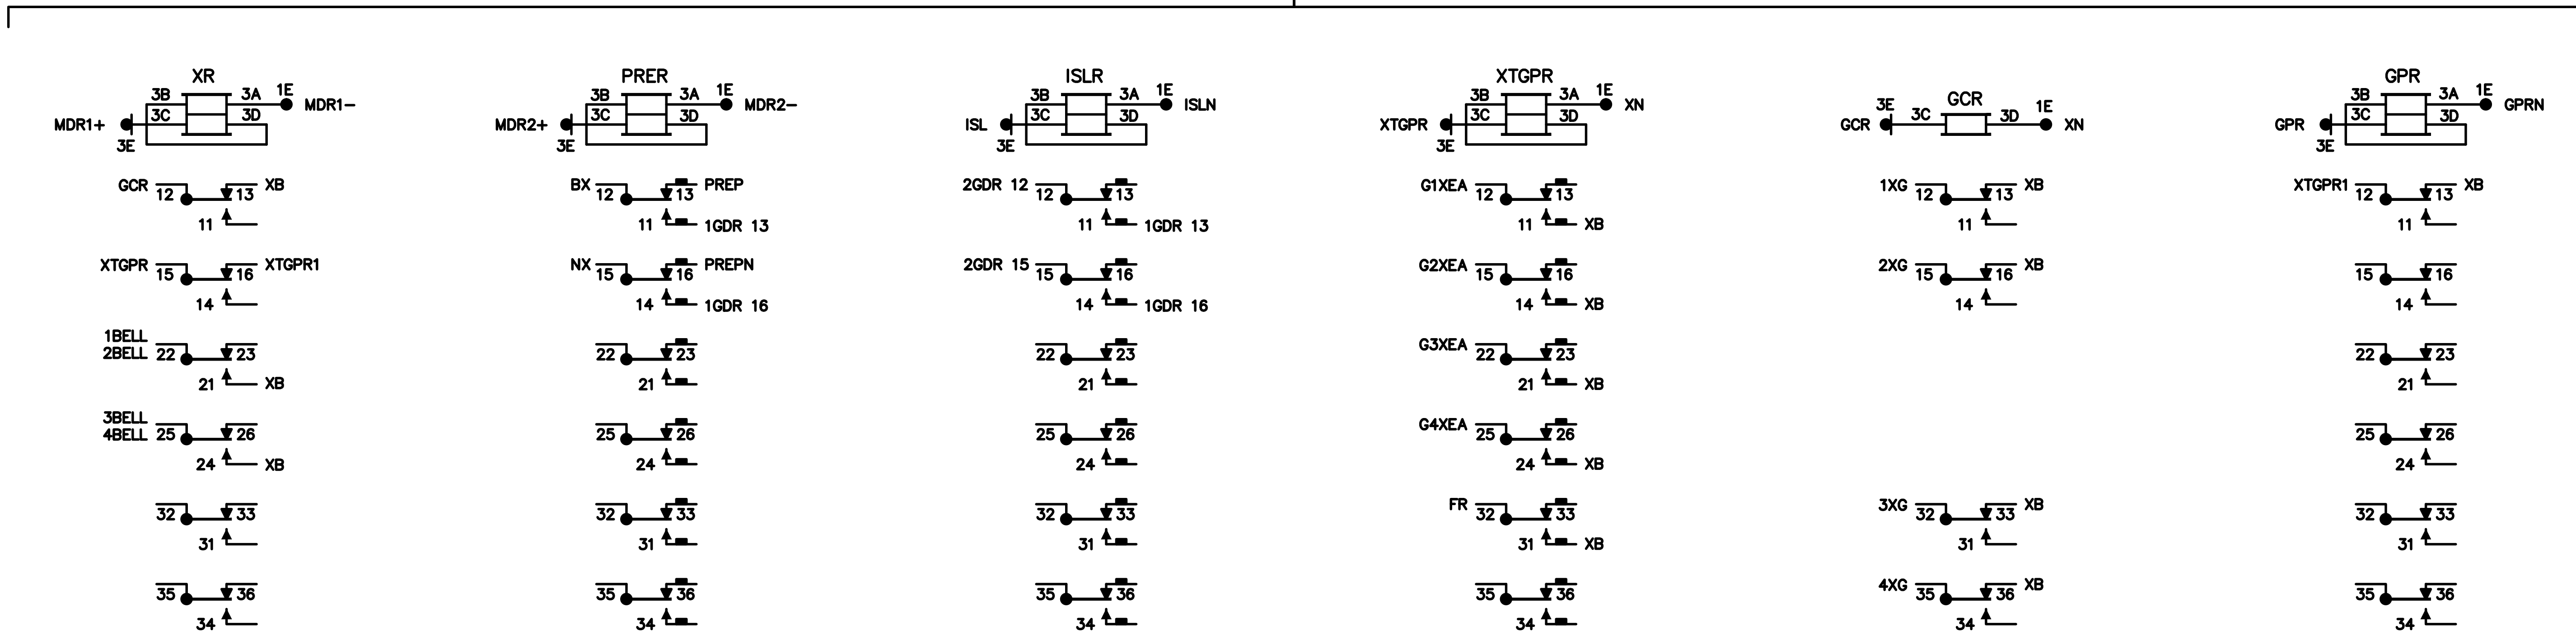 XR
3B 3A 1E MDR1-
MDR1+ 3C 3D
3E
GCR 12 13 XB
11
XTGPR 15 16 XTGPR1
14
1BELL
2BELL 22 23
21 XB
3BELL
4BELL 25 26
24 XB
32 33
31
35 36
34
PRER
3B 3A 1E MDR2-
MDR2+ 3C 3D
3E
BX 12 13 PREP
11 1GDR 13
NX 15 16 PREPN
14 1GDR 16
22 23
21
25 26
24
32 33
31
35 36
34
ISLR
3B 3A 1E ISLN
ISL 3C 3D
3E
2GDR 12 12 13
11 1GDR 13
2GDR 15 15 16
14 1GDR 16
22 23
21
25 26
24
32 33
31
35 36
34
XTGPR
3B 3A 1E XN
XTGPR 3C 3D
3E
G1XEA 12 13
11 XB
G2XEA 15 16
14 XB
G3XEA 22 23
21 XB
G4XEA 25 26
24 XB
FR 32 33
31 XB
35 36
34
GCR
3E 1E
GCR 3C 3D XN
1XG 12 13 XB
11
2XG 15 16 XB
14
3XG 32 33 XB
31
4XG 35 36 XB
34
GPR
3B 3A 1E GPRN
GPR 3C 3D
3E
XTGPR1 12 13 XB
11
15 16
14
22 23
21
25 26
24
32 33
31
35 36
34